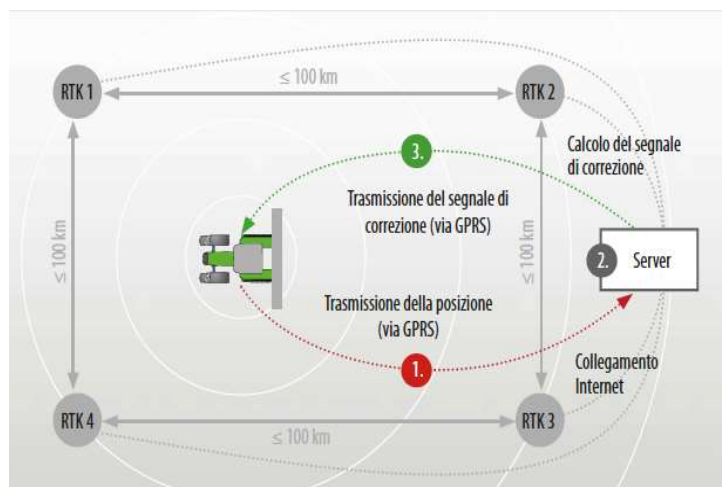 RTK 1
≤ 100 km
RTK 2
3.
Calcolo del segnale
di correzione
Trasmissione del segnale di
correzione (via GPRS)
≤ 100 km
≤ 100 km
2.
Server
Trasmissione della posizione
(via GPRS)
1.
Collegamento
Internet
RTK 4
≤ 100 km
RTK 3